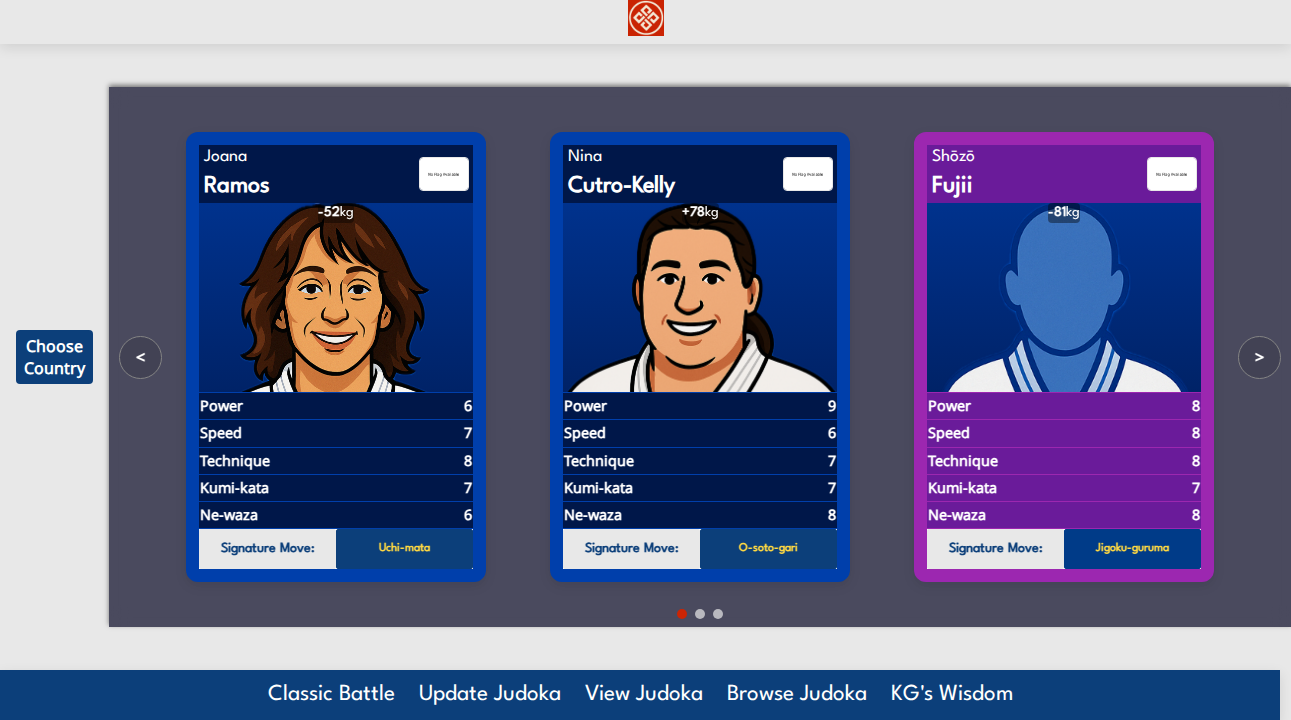 Joana
Ramos
No Flag Available
-52kg
Power 6
Speed 7
Technique 8
Kumi-kata 7
Ne-waza 6
Signature Move: Uchi-mata
Nina
Cutro-Kelly
No Flag Available
+78kg
Power 9
Speed 6
Technique 7
Kumi-kata 7
Ne-waza 8
Signature Move: O-soto-gari
Shōzō
Fujii
No Flag Available
-81kg
Power 8
Speed 8
Technique 8
Kumi-kata 7
Ne-waza 8
Signature Move: Jigoku-guruma
Choose
Country
<
>
Classic Battle Update Judoka View Judoka Browse Judoka KG's Wisdom